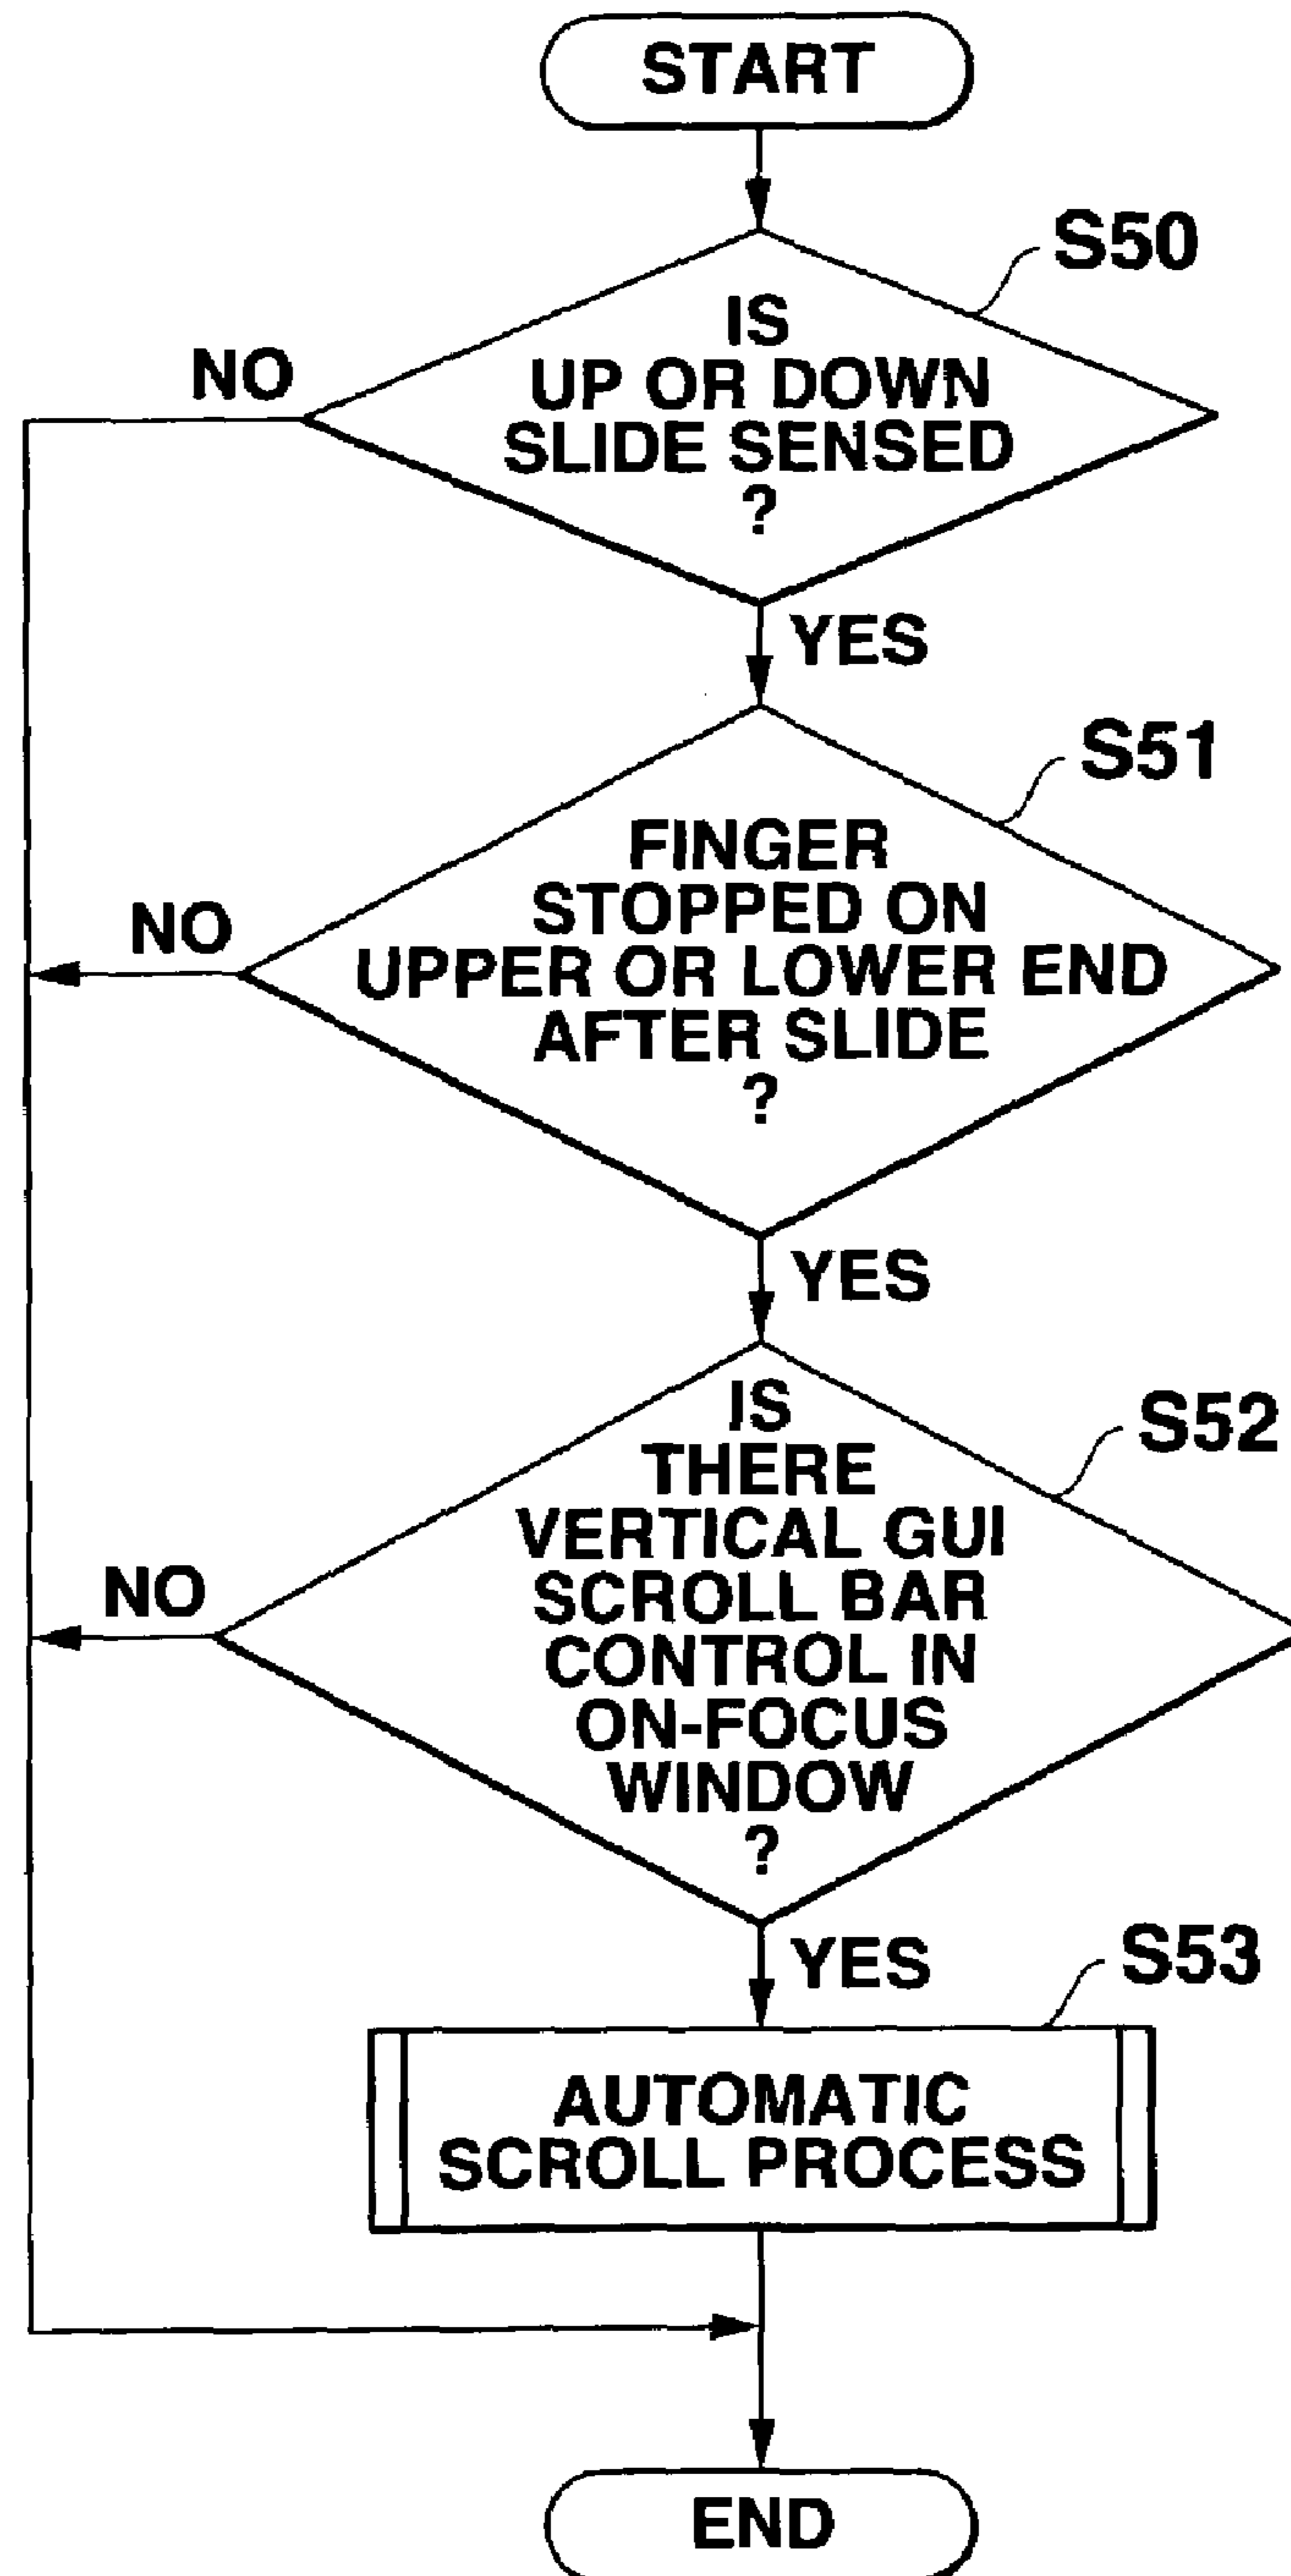 START
S50
IS
UP OR DOWN
SLIDE SENSED
?
NO
YES
S51
FINGER
STOPPED ON
UPPER OR LOWER END
AFTER SLIDE
?
NO
YES
S52
IS
THERE
VERTICAL GUI
SCROLL BAR
CONTROL IN
ON-FOCUS
WINDOW
?
NO
YES
S53
AUTOMATIC
SCROLL PROCESS
END